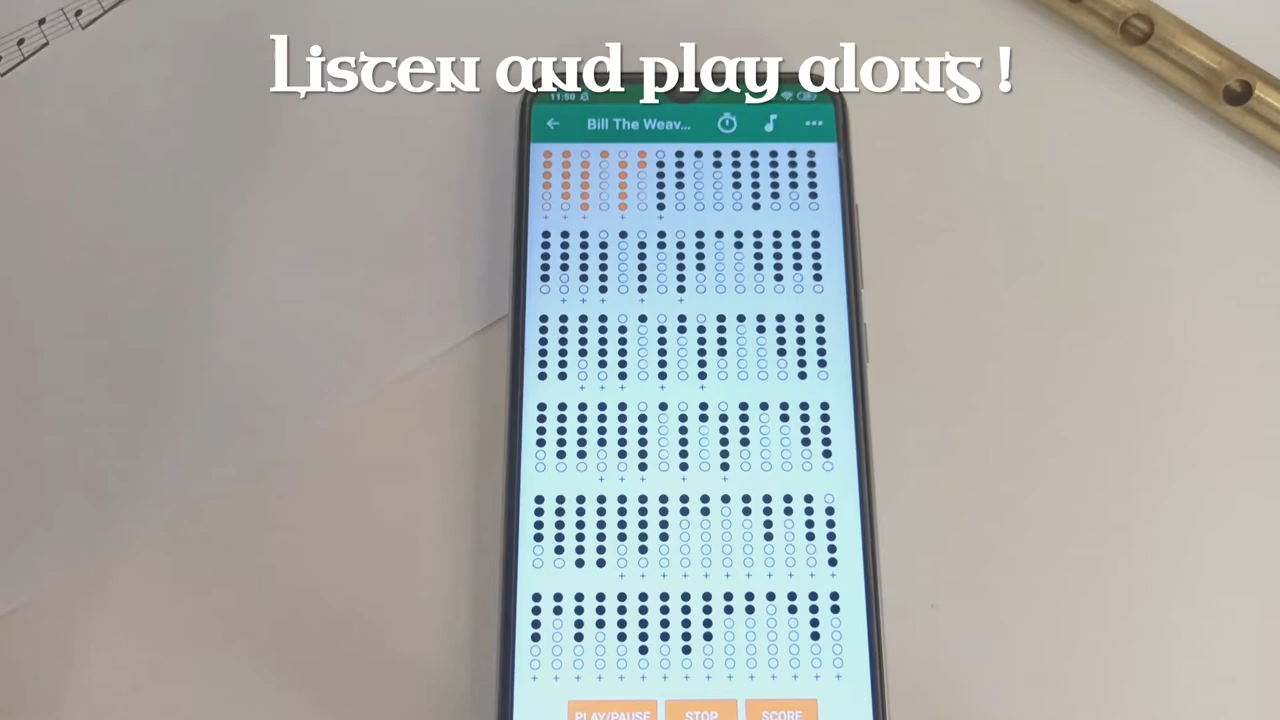 Listen and play along !
11:50
Bill The Weav...
PLAY/PAUSE STOP SCORE